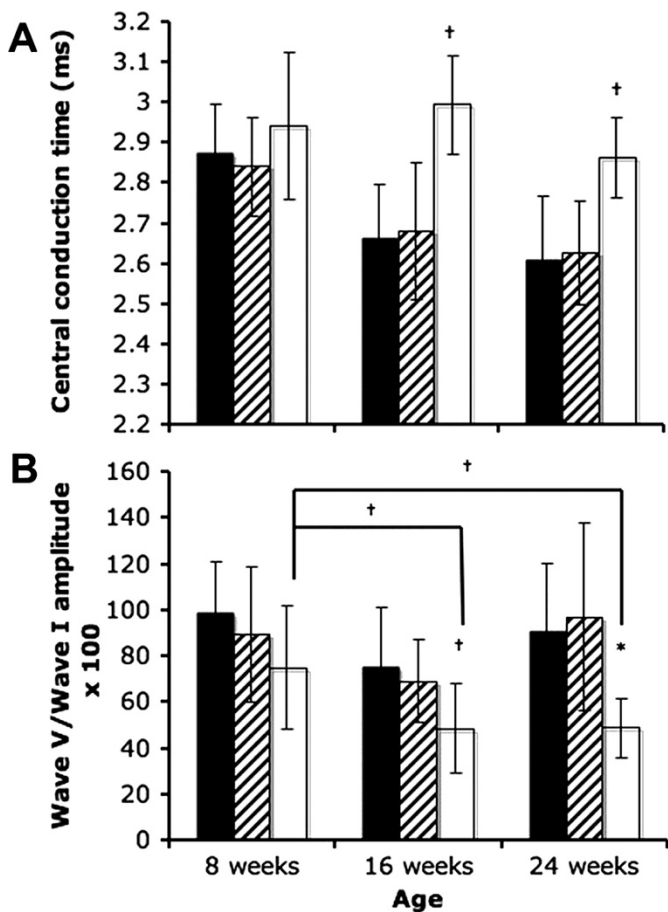 A
Central conduction time (ms)
3.2
3.1
3
2.9
2.8
2.7
2.6
2.5
2.4
2.3
2.2
†
†
B
Wave V/Wave I amplitude
x 100
160
140
120
100
80
60
40
20
0
†
†
†
*
8 weeks
16 weeks
24 weeks
Age